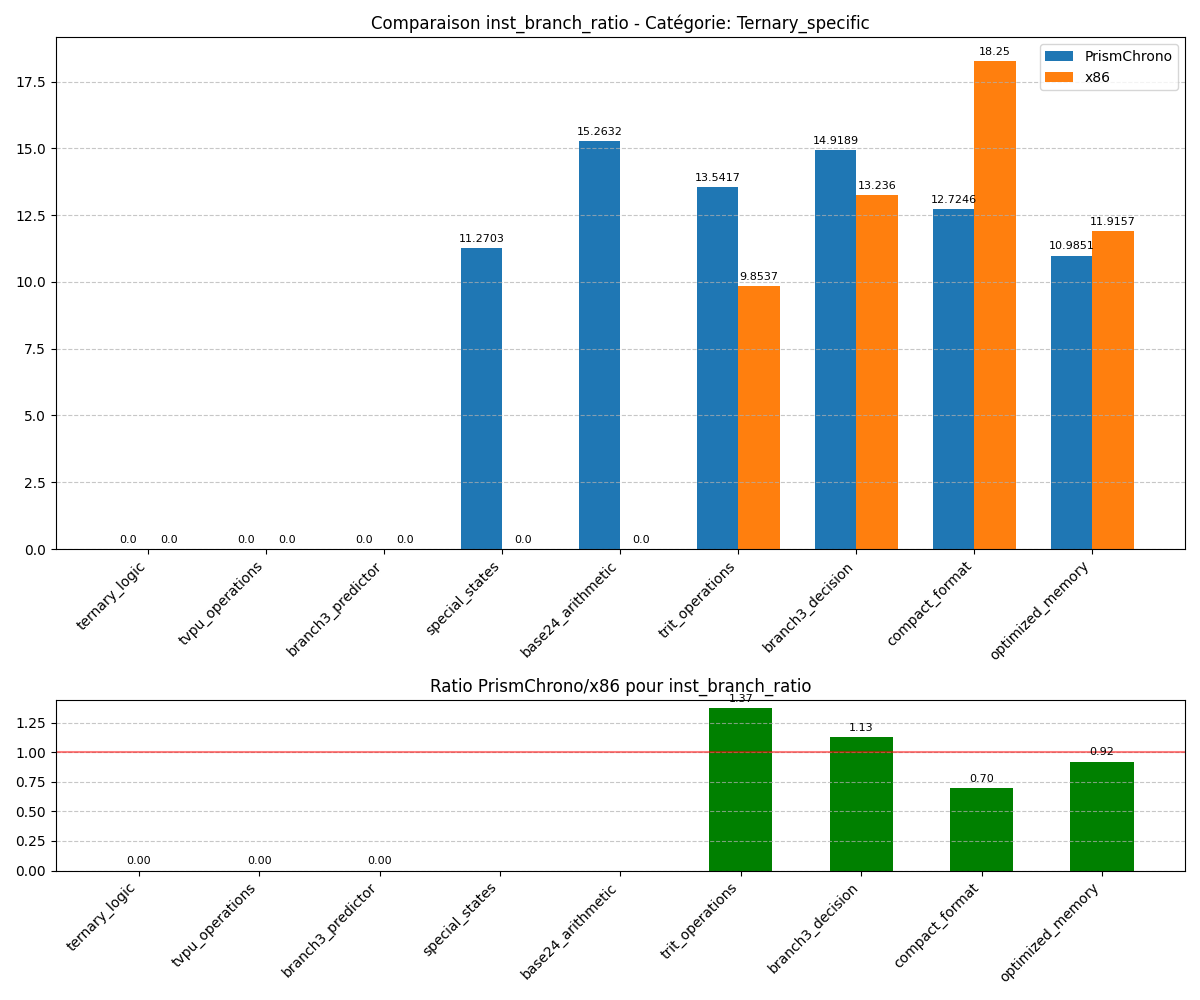 Comparaison inst_branch_ratio - Catégorie: Ternary_specific
PrismChrono
x86
17.5
15.0
12.5
10.0
7.5
5.0
2.5
0.0
0.0 0.0 0.0 0.0 0.0 0.0 11.2703 0.0 15.2632 0.0 13.5417 9.8537 14.9189 13.236 12.7246 18.25 10.9851 11.9157
ternary_logic
tvpu_operations
branch3_predictor
special_states
base24_arithmetic
trit_operations
branch3_decision
compact_format
optimized_memory
Ratio PrismChrono/x86 pour inst_branch_ratio
1.25
1.00
0.75
0.50
0.25
0.00
0.00 0.00 0.00 1.37 1.13 0.70 0.92
ternary_logic
tvpu_operations
branch3_predictor
special_states
base24_arithmetic
trit_operations
branch3_decision
compact_format
optimized_memory